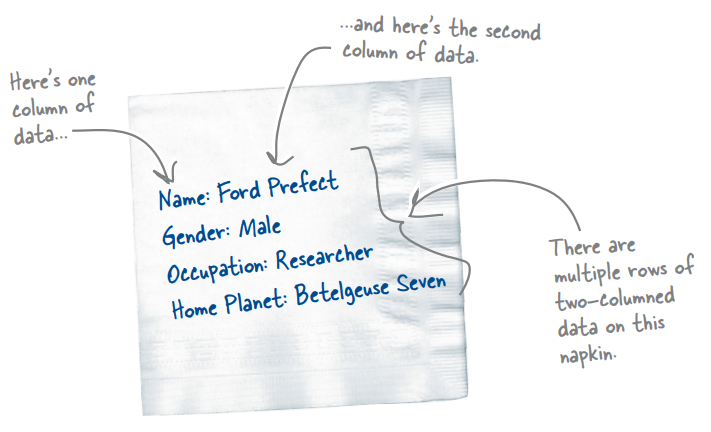 Here's one
column of
data...
...and here's the second
column of data.
Name: Ford Prefect
Gender: Male
Occupation: Researcher
Home Planet: Betelgeuse Seven
There are
multiple rows of
two-columned
data on this
napkin.